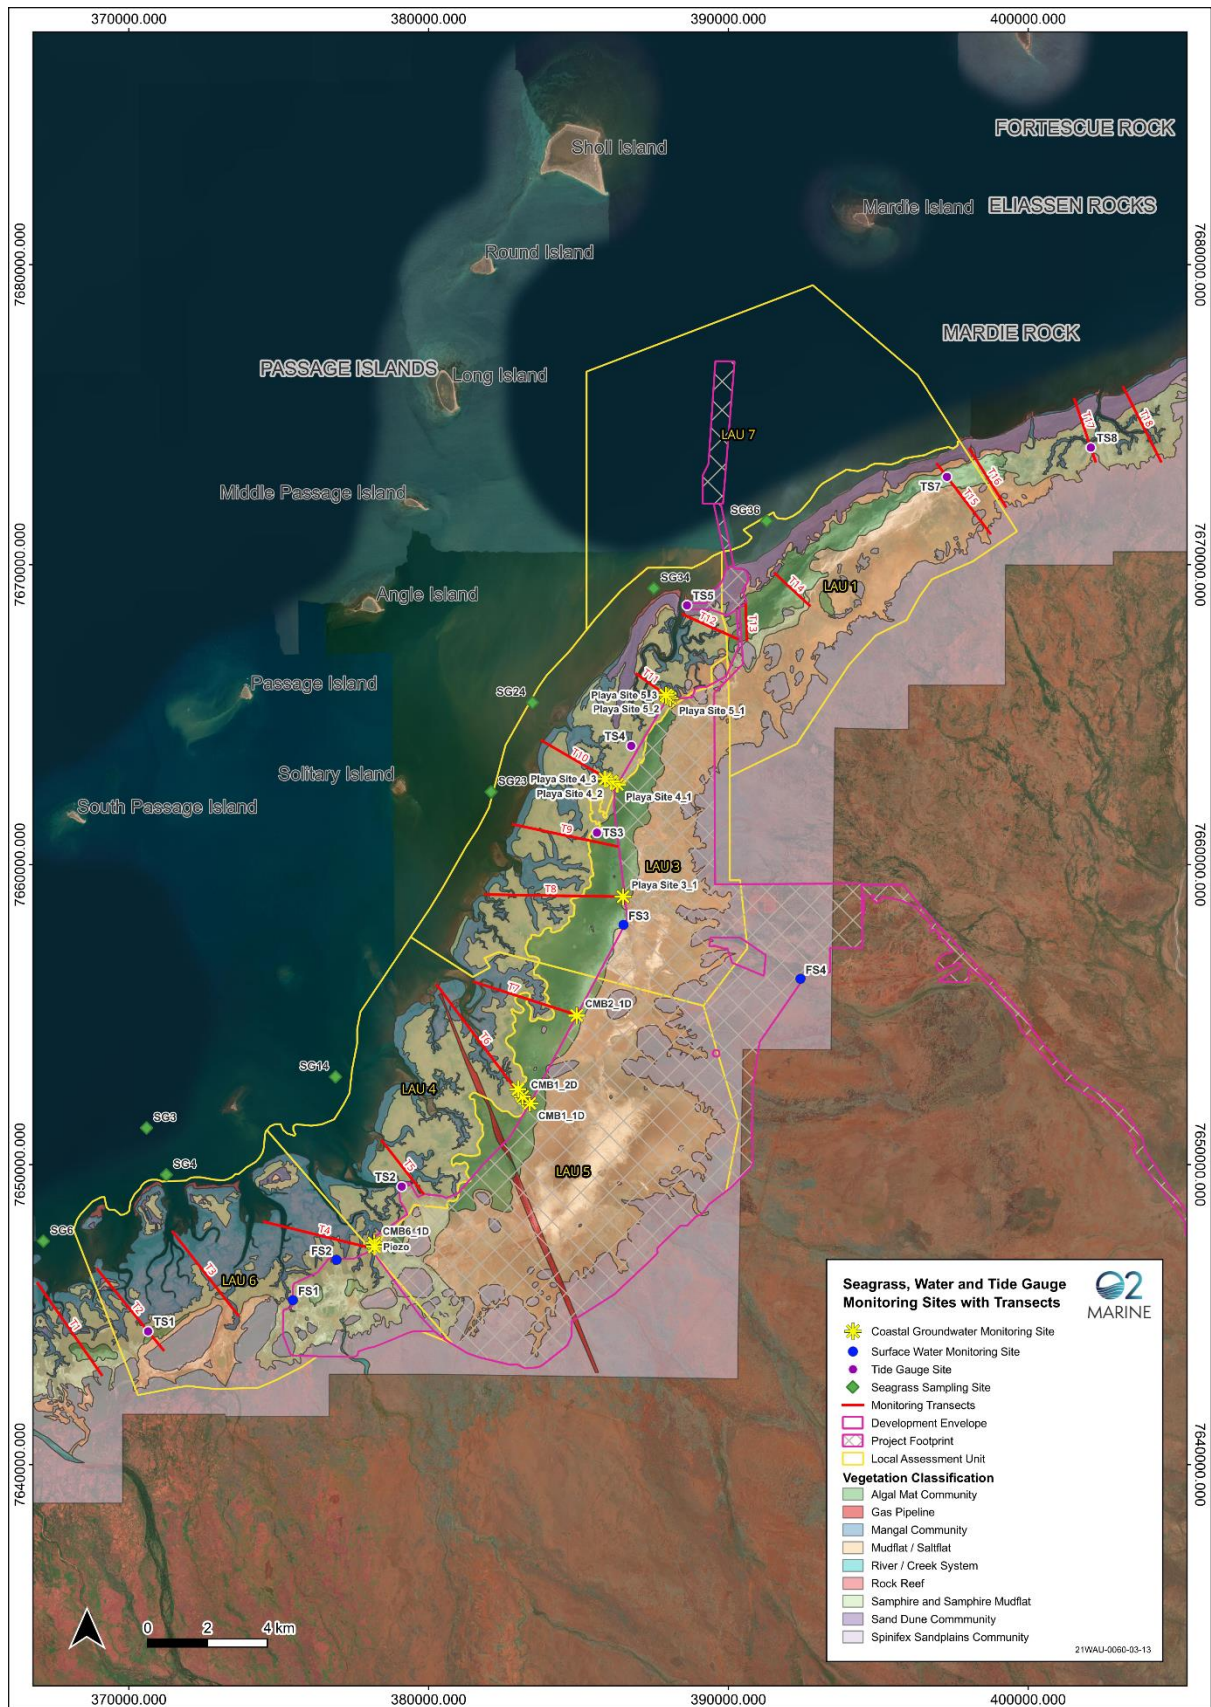 370000.000
380000.000
390000.000
400000.000
FORTESCUE ROCK
Sholl Island
Mardie Island
ELIASSEN ROCKS
Round Island
7680000.000
7680000.000
MARDIE ROCK
PASSAGE ISLANDS
Long Island
T18
T17
LAU 7
TS8
T16
Middle Passage Island
TS7
T15
SG36
7670000.000
7670000.000
SG34
T14
LAU 1
Angle Island
TS5
T12
T13
T11
Passage Island
SG24
Playa Site 5_3
Playa Site 5_2
Playa Site 5_1
TS4
T10
Solitary Island
SG23
Playa Site 4_3
Playa Site 4_2
Playa Site 4_1
South Passage Island
T9
TS3
7660000.000
7660000.000
LAU 3
T8
Playa Site 3_1
FS3
FS4
T7
CMB2_1D
T6
SG14
LAU 4
CMB1_2D
CMB1_1D
SG3
7650000.000
7650000.000
SG4
T5
LAU 5
TS2
SG6
T4
CMB6_1D
Piezo
FS2
T3
LAU 6
FS1
T2
T1
TS1
7640000.000
7640000.000
Seagrass, Water and Tide Gauge
Monitoring Sites with Transects
O2
MARINE
Coastal Groundwater Monitoring Site
Surface Water Monitoring Site
Tide Gauge Site
Seagrass Sampling Site
Monitoring Transects
Development Envelope
Project Footprint
Local Assessment Unit
Vegetation Classification
Algal Mat Community
Gas Pipeline
Mangal Community
Mudflat / Saltflat
River / Creek System
Rock Reef
Samphire and Samphire Mudflat
Sand Dune Commmunity
Spinifex Sandplains Community
21WAU-0060-03-13
0 2 4 km
370000.000
380000.000
390000.000
400000.000